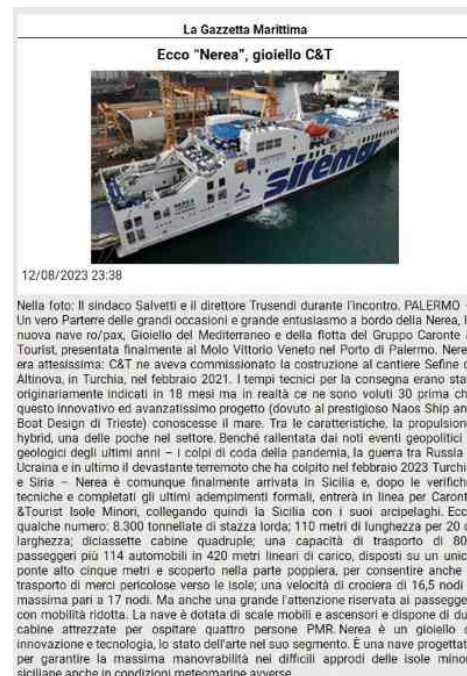 La Gazzetta Marittima
Ecco “Nerea”, gioiello C&T
NEREA
siremar
12/08/2023 23:38
Nella foto: Il sindaco Salvetti e il direttore Trusendi durante l'incontro. PALERMO –
Un vero Parterre delle grandi occasioni e grande entusiasmo a bordo della Nerea, l
nuova nave ro/pax, Gioiello del Mediterraneo e della flotta del Gruppo Caronte
Tourist, presentata finalmente al Molo Vittorio Veneto nel Porto di Palermo. Nere
era attesissima: C&T ne aveva commissionato la costruzione al cantiere Sefine d
Altinova, in Turchia, nel febbraio 2021. I tempi tecnici per la consegna erano stat
originariamente indicati in 18 mesi ma in realtà ce ne sono voluti 30 prima ch
questo innovativo ed avanzatissimo progetto (dovuto al prestigioso Naos Ship an
Boat Design di Trieste) conoscesse il mare. Tra le caratteristiche, la propulsion
hybrid, una delle poche nel settore. Benché rallentata dai noti eventi geopolitici
geologici degli ultimi anni – i colpi di coda della pandemia, la guerra tra Russia
Ucraina e in ultimo il devastante terremoto che ha colpito nel febbraio 2023 Turchi
e Siria – Nerea è comunque finalmente arrivata in Sicilia e, dopo le verifich
tecniche e completati gli ultimi adempimenti formali, entrerà in linea per Caront
&Tourist Isole Minori, collegando quindi la Sicilia con i suoi arcipelaghi. Ecc
qualche numero: 8.300 tonnellate di stazza lorda; 110 metri di lunghezza per 20 d
larghezza; diciassette cabine quadruple; una capacità di trasporto di 80
passeggeri più 114 automobili in 420 metri lineari di carico, disposti su un unic
ponte alto cinque metri e scoperto nella parte poppiera, per consentire anche
trasporto di merci pericolose verso le isole; una velocità di crociera di 16,5 nodi
massima pari a 17 nodi. Ma anche una grande l'attenzione riservata ai passegge
con mobilità ridotta. La nave è dotata di scale mobili e ascensori e dispone di du
cabine attrezzate per ospitare quattro persone PMR. Nerea è un gioiello d
innovazione e tecnologia, lo stato dell'arte nel suo segmento. È una nave progettat
per garantire la massima manovrabilità nei difficili approdi delle isole mino
siciliane anche in condizioni meteomarine avverse.